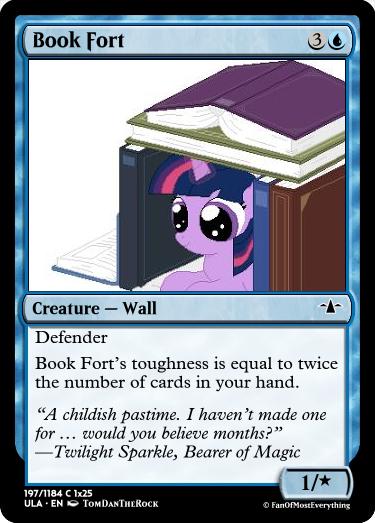 Book Fort 3
Creature — Wall
Defender
Book Fort's toughness is equal to twice
the number of cards in your hand.
“A childish pastime. I haven't made one
for … would you believe months?”
—Twilight Sparkle, Bearer of Magic
1/★
197/1184 C 1x25
ULA · EN TomDanTheRock
© FanOfMostEverything